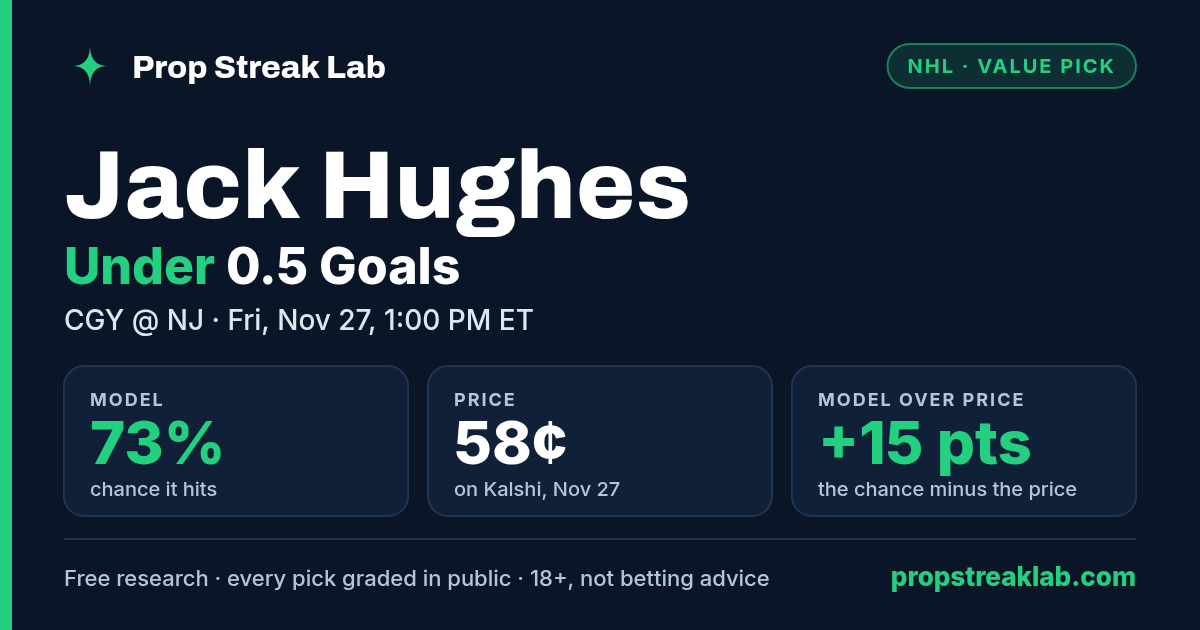 Prop Streak Lab
NHL · VALUE PICK
Jack Hughes
Under 0.5 Goals
CGY @ NJ · Fri, Nov 27, 1:00 PM ET
MODEL
73%
chance it hits
PRICE
58¢
on Kalshi, Nov 27
MODEL OVER PRICE
+15 pts
the chance minus the price
Free research · every pick graded in public · 18+, not betting advice
propstreaklab.com